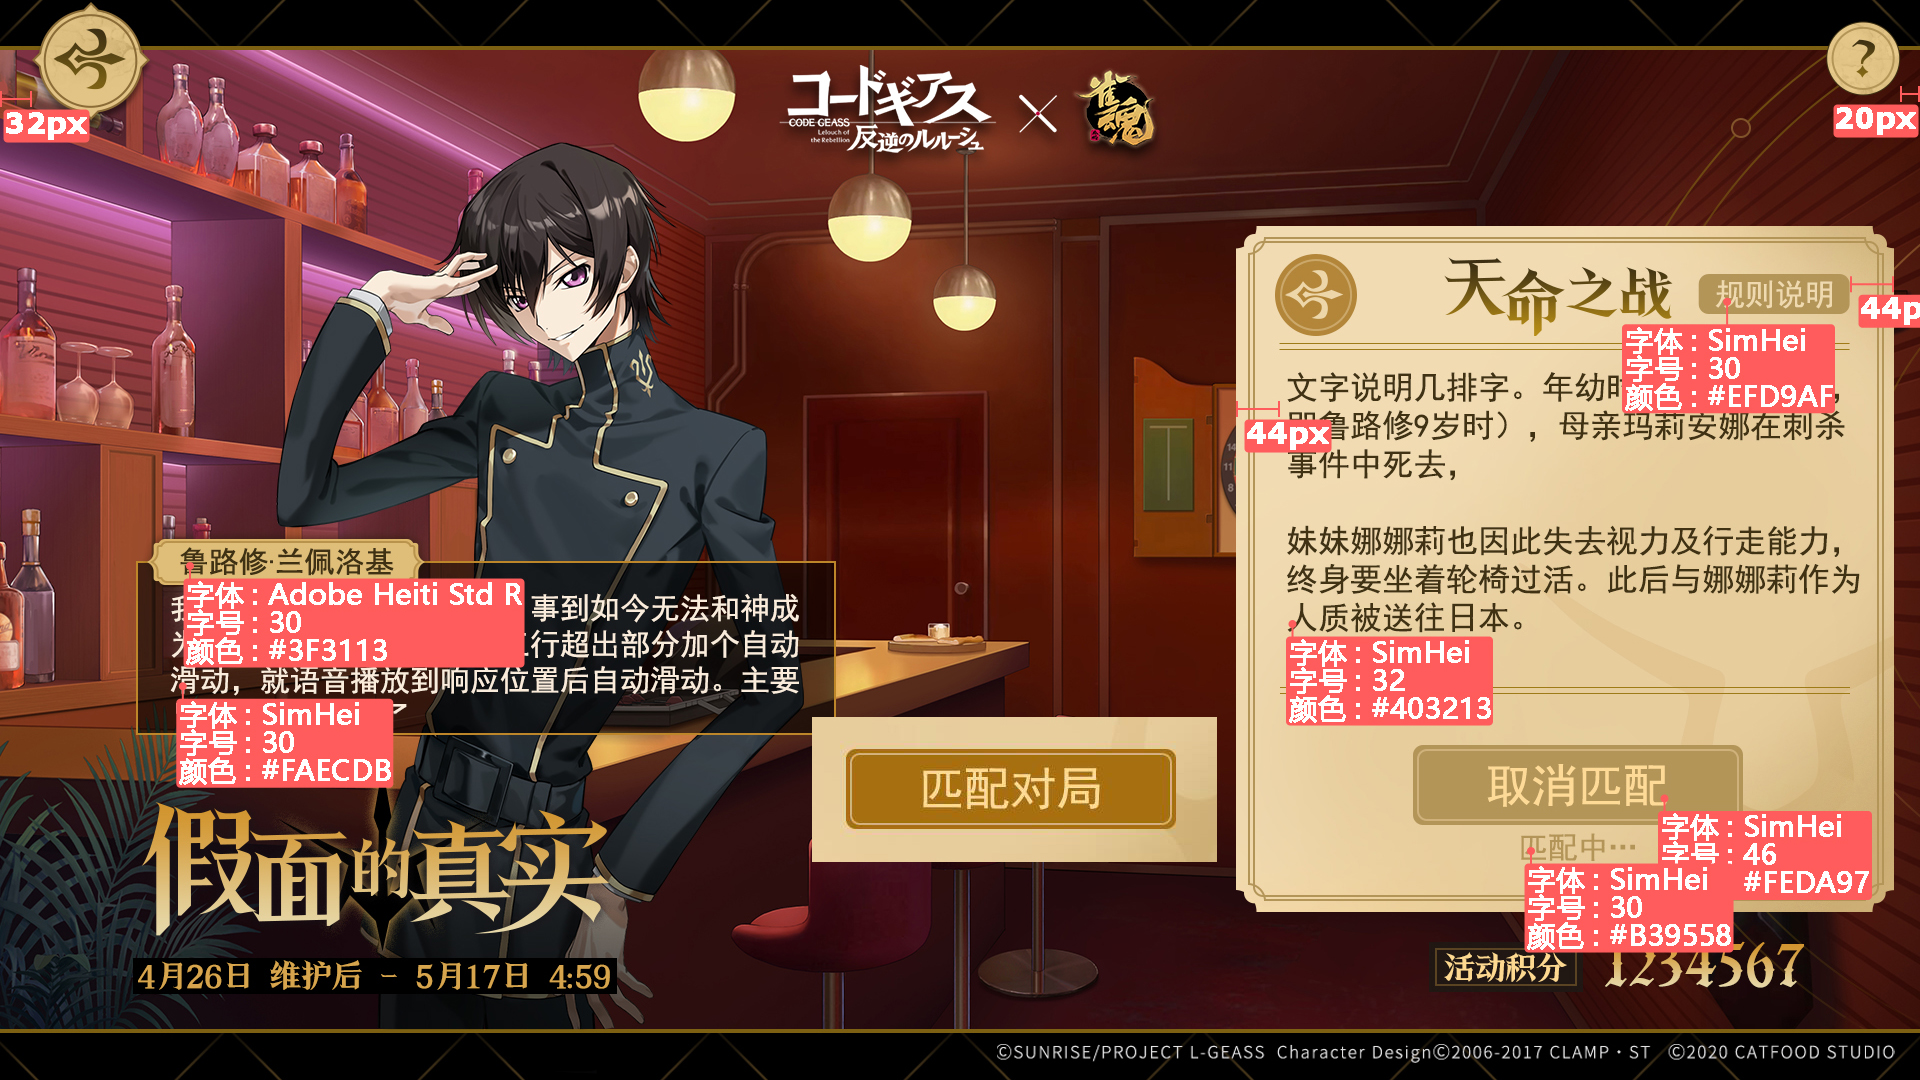 コードギアス
CODE GEASS
Lelouch of
the Rebellion
反逆のルルーシュ
雀魂
?
32px
20px
天命之战
规则说明
44p
字体：SimHei
字号：30
颜色：#EFD9AF
文字说明几排字。年幼时
鲁路修9岁时），母亲玛莉安娜在刺杀
事件中死去，
44px
妹妹娜娜莉也因此失去视力及行走能力，
终身要坐着轮椅过活。此后与娜娜莉作为
人质被送往日本。
字体：SimHei
字号：32
颜色：#403213
鲁路修·兰佩洛基
字体：Adobe Heiti Std R
字号：30
颜色：#3F3113
事到如今无法和神成
行超出部分加个自动
滑动，就语音播放到响应位置后自动滑动。主要
字体：SimHei
字号：30
颜色：#FAECDB
匹配对局
取消匹配
字体：SimHei
字号：46
#FEDA97
匹配中…
字体：SimHei
字号：30
颜色：#B39558
假面的真实
4月26日 维护后 - 5月17日 4:59
活动积分
1234567
©SUNRISE/PROJECT L-GEASS Character Design©2006-2017 CLAMP・ST ©2020 CATFOOD STUDIO